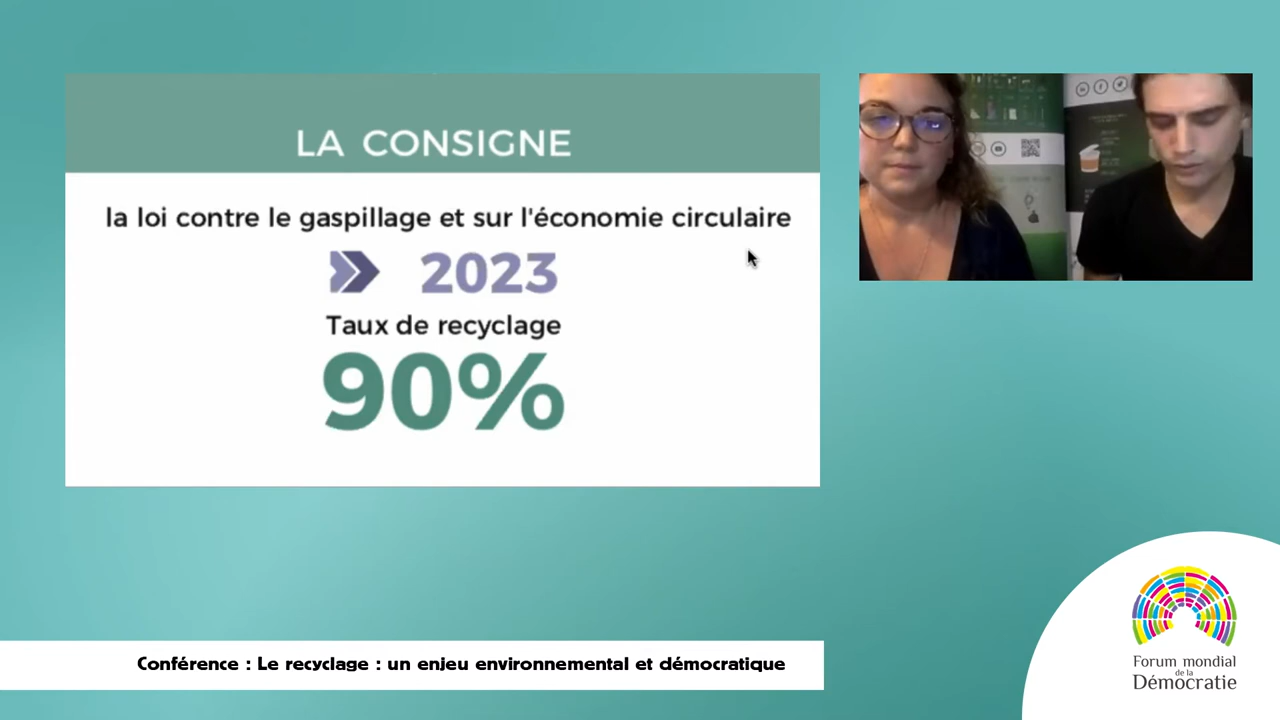 LA CONSIGNE
la loi contre le gaspillage et sur l'économie circulaire
2023
Taux de recyclage
90%
Conférence : Le recyclage : un enjeu environnemental et démocratique
Forum mondial
de la
Démocratie